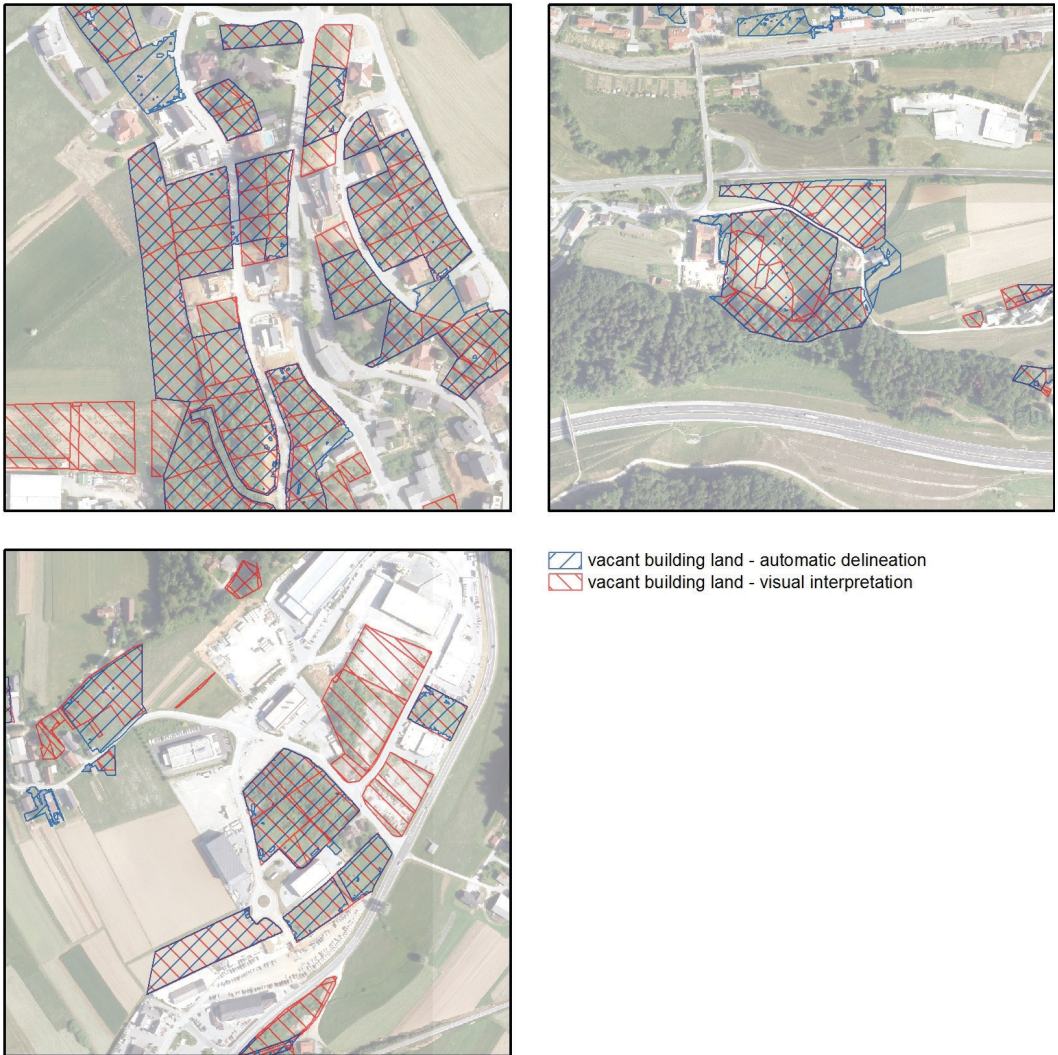 vacant building land - automatic delineation
vacant building land - visual interpretation